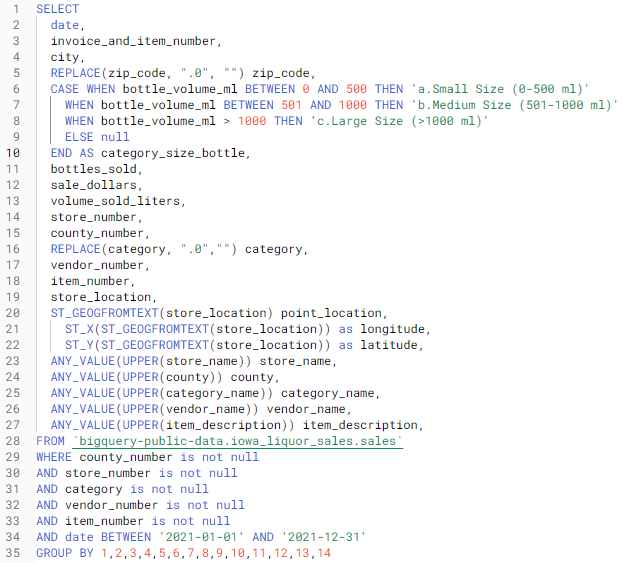 1 SELECT
2 date,
3 invoice_and_item_number,
4 city,
5 REPLACE(zip_code, ".0", "") zip_code,
6 CASE WHEN bottle_volume_ml BETWEEN 0 AND 500 THEN 'a.Small Size (0-500 ml)'
7 WHEN bottle_volume_ml BETWEEN 501 AND 1000 THEN 'b.Medium Size (501-1000 ml)'
8 WHEN bottle_volume_ml > 1000 THEN 'c.Large Size (>1000 ml)'
9 ELSE null
10 END AS category_size_bottle,
11 bottles_sold,
12 sale_dollars,
13 volume_sold_liters,
14 store_number,
15 county_number,
16 REPLACE(category, ".0","") category,
17 vendor_number,
18 item_number,
19 store_location,
20 ST_GEOGFROMTEXT(store_location) point_location,
21 ST_X(ST_GEOGFROMTEXT(store_location)) as longitude,
22 ST_Y(ST_GEOGFROMTEXT(store_location)) as latitude,
23 ANY_VALUE(UPPER(store_name)) store_name,
24 ANY_VALUE(UPPER(county)) county,
25 ANY_VALUE(UPPER(category_name)) category_name,
26 ANY_VALUE(UPPER(vendor_name)) vendor_name,
27 ANY_VALUE(UPPER(item_description)) item_description,
28 FROM `bigquery-public-data.iowa_liquor_sales.sales`
29 WHERE county_number is not null
30 AND store_number is not null
31 AND category is not null
32 AND vendor_number is not null
33 AND item_number is not null
34 AND date BETWEEN '2021-01-01' AND '2021-12-31'
35 GROUP BY 1,2,3,4,5,6,7,8,9,10,11,12,13,14